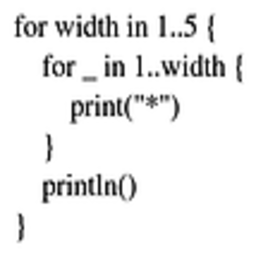 for width in 1..5 {
for _ in 1..width {
print("*")
}
println()
}